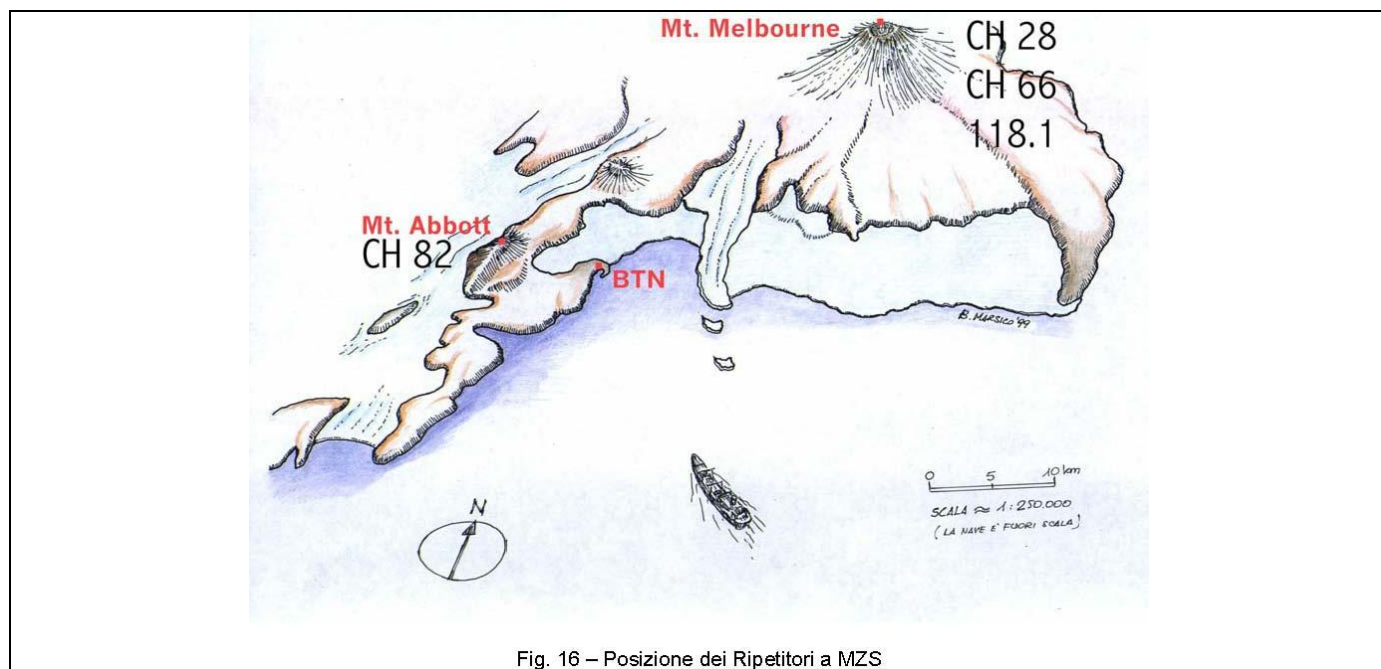 Mt. Melbourne
CH 28
CH 66
118.1
Mt. Abbott
CH 82
BTN
B. MARSICO '99
0 5 10 km
SCALA ≈ 1:250.000
( LA NAVE E' FUORI SCALA )
N
Fig. 16 – Posizione dei Ripetitori a MZS